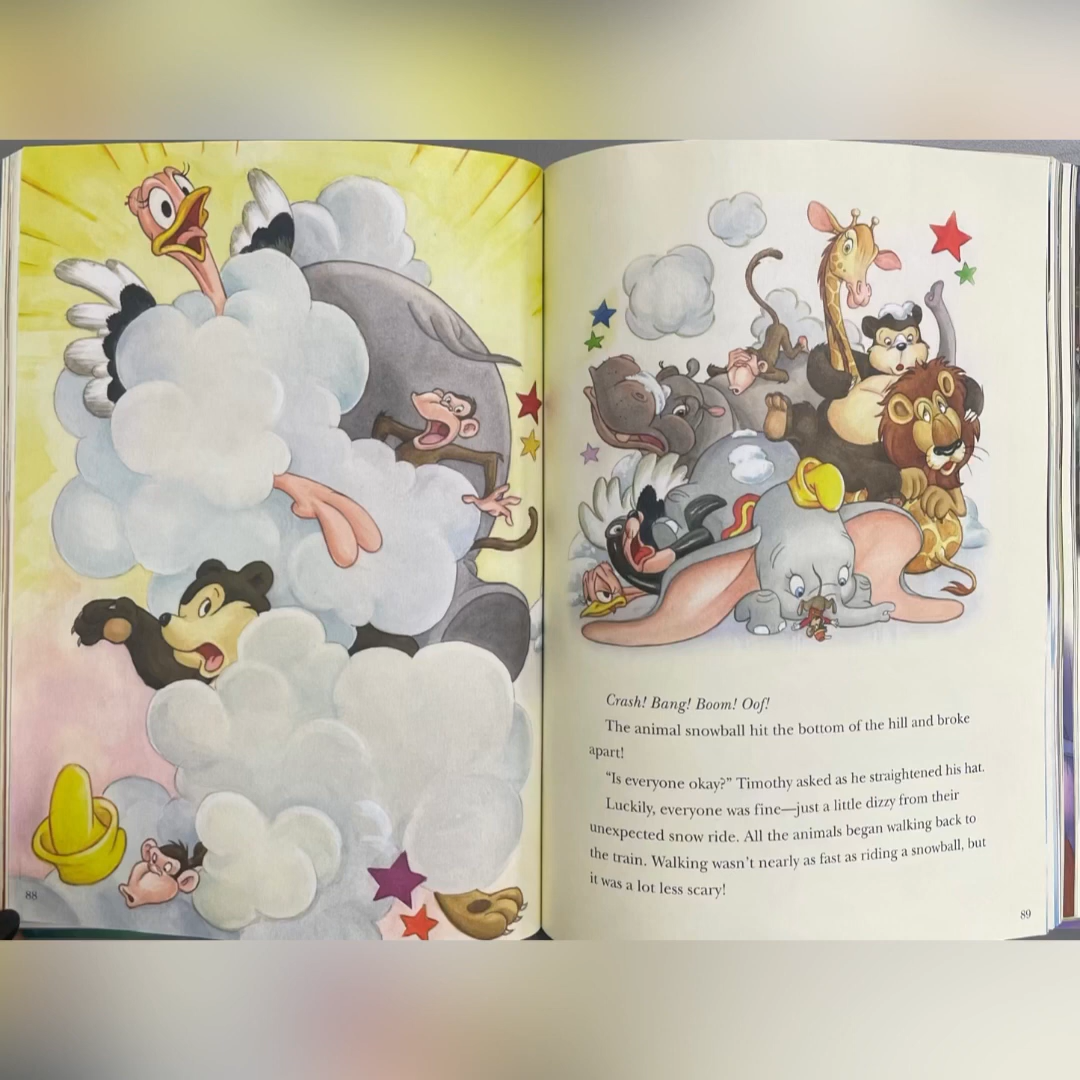 88
Crash! Bang! Boom! Oof!
The animal snowball hit the bottom of the hill and broke
apart!
“Is everyone okay?” Timothy asked as he straightened his hat.
Luckily, everyone was fine—just a little dizzy from their
unexpected snow ride. All the animals began walking back to
the train. Walking wasn’t nearly as fast as riding a snowball, but
it was a lot less scary!
89